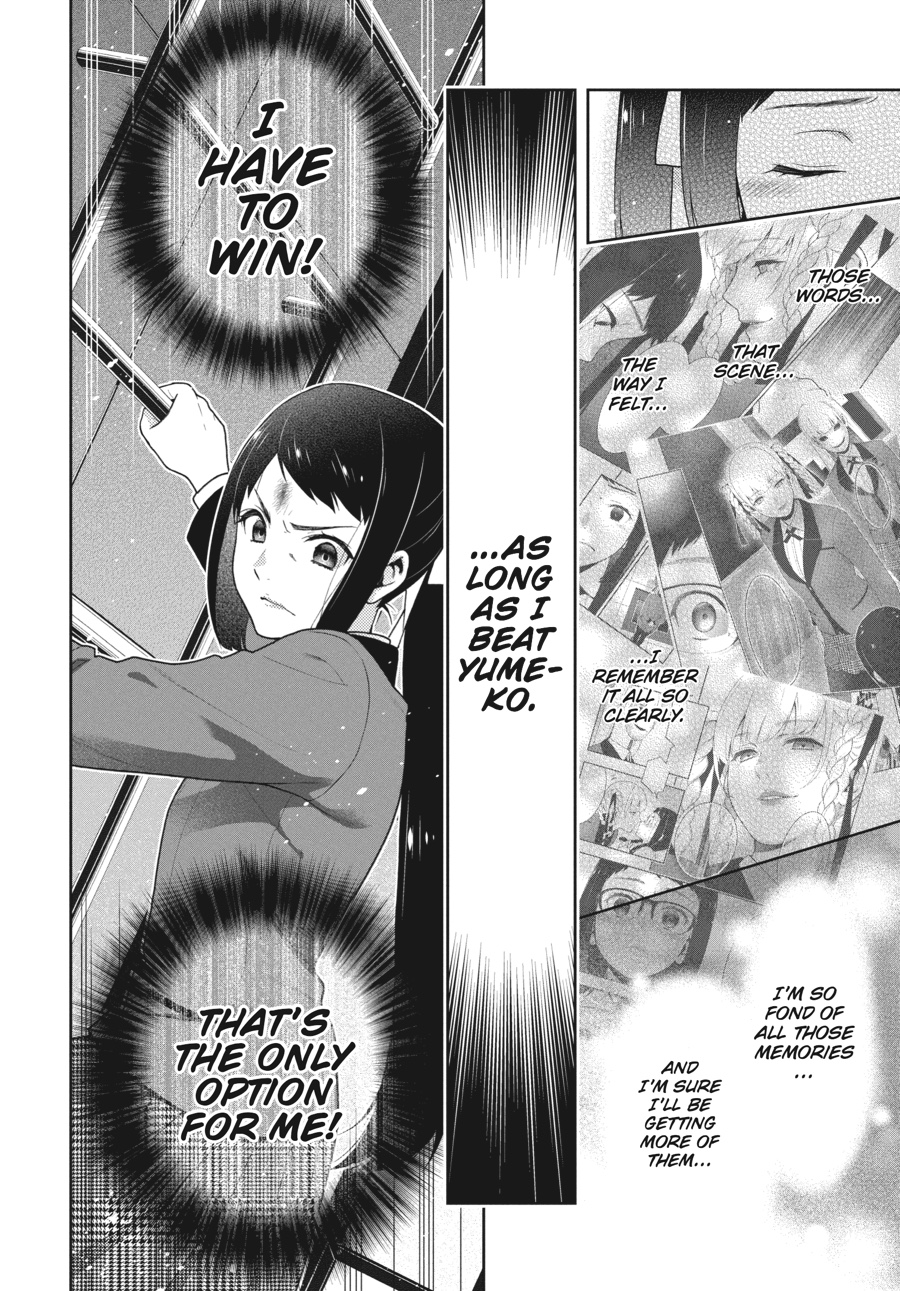 THOSE
WORDS...
THAT
SCENE...
THE
WAY I
FELT...
...I
REMEMBER
IT ALL SO
CLEARLY.
I'M SO
FOND OF
ALL THOSE
MEMORIES
...
AND
I'M SURE
I'LL BE
GETTING
MORE OF
THEM...
...AS
LONG
AS I
BEAT
YUME-
KO.
I
HAVE
TO
WIN!
THAT'S
THE ONLY
OPTION
FOR ME!